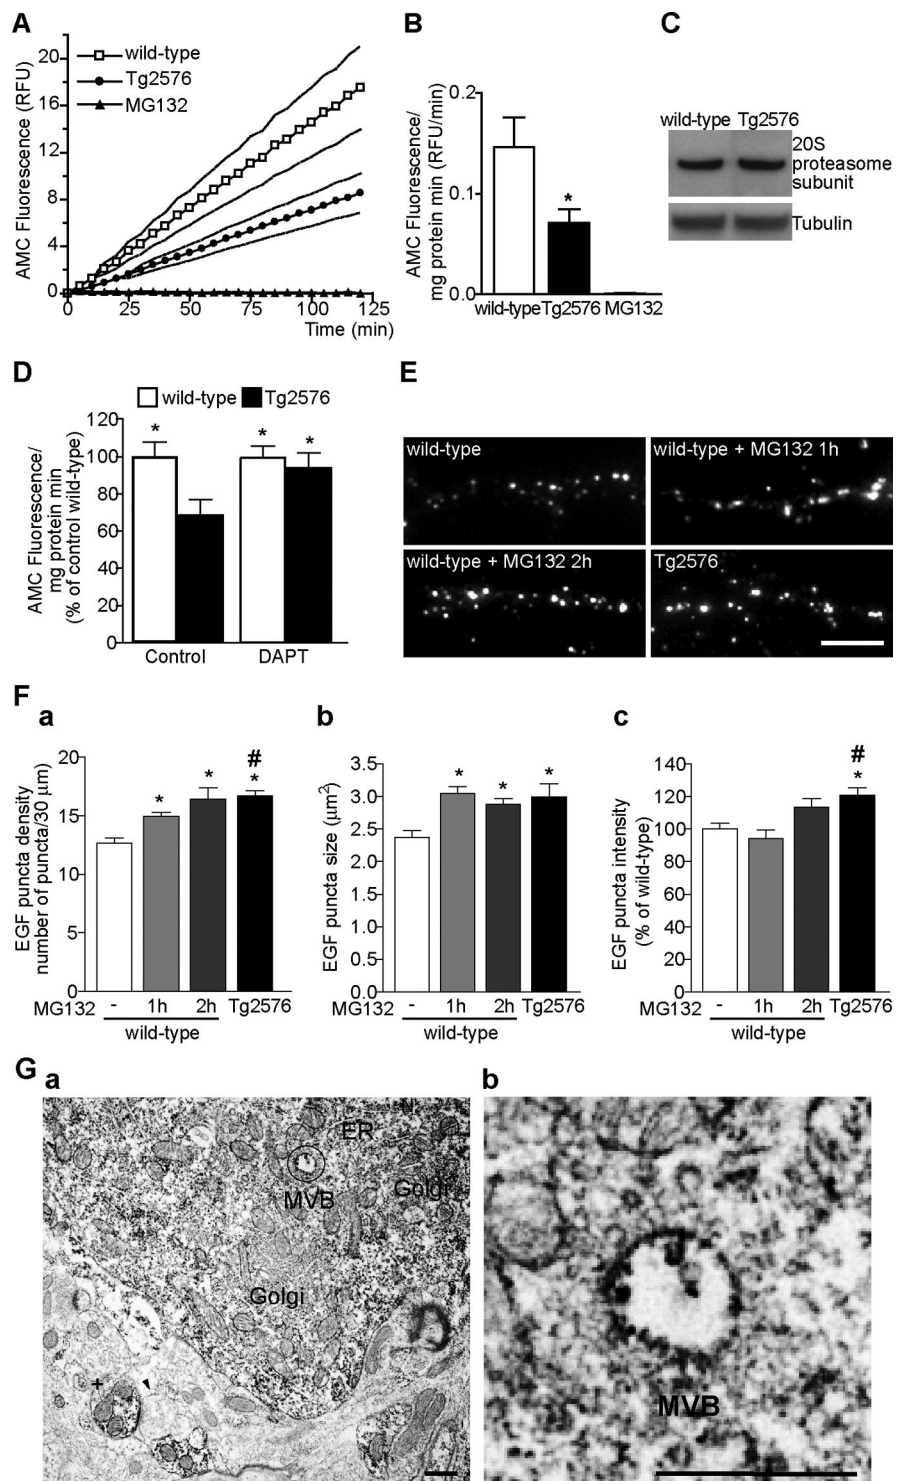 A
AMC Fluorescence (RFU)
20
16
12
8
4
0
wild-type
Tg2576
MG132
0 25 50 75 100 125
Time (min)
B
AMC Fluorescence/
mg protein min (RFU/min)
0.2
0.1
0.0
*
wild-type Tg2576 MG132
C
wild-type Tg2576
20S
proteasome
subunit
Tubulin
D
wild-type Tg2576
AMC Fluorescence/
mg protein min
(% of control wild-type)
120
100
80
60
40
20
0
* * *
Control DAPT
E
wild-type
wild-type + MG132 1h
wild-type + MG132 2h
Tg2576
F
a
EGF puncta density
number of puncta/30 μm)
20
15
10
5
0
* * # *
MG132 - 1h 2h Tg2576
wild-type
b
EGF puncta size (μm²)
3.5
3.0
2.5
2.0
1.5
1.0
0.5
0.0
* * *
MG132 - 1h 2h Tg2576
wild-type
c
EGF puncta intensity
(% of wild-type)
140
120
100
80
60
40
20
0
# *
MG132 - 1h 2h Tg2576
wild-type
G
a
N
ER
MVB
Golgi
Golgi
+
b
MVB